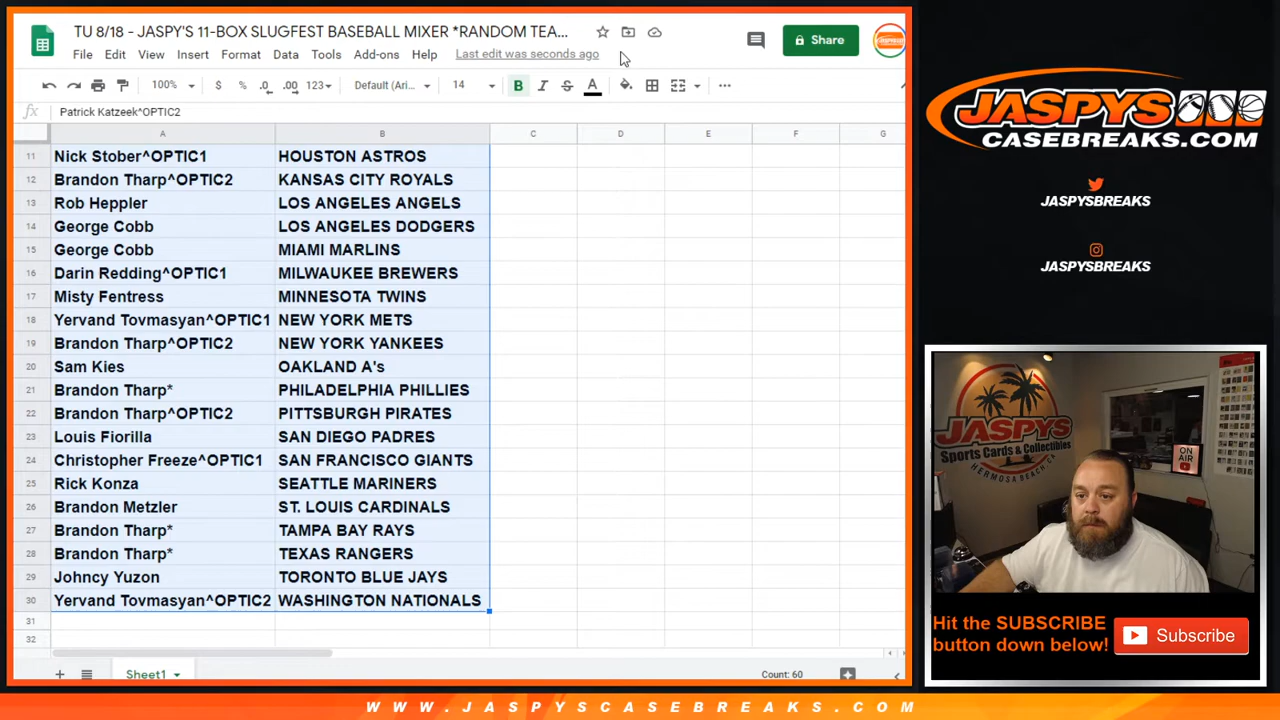 TU 8/18 - JASPY'S 11-BOX SLUGFEST BASEBALL MIXER *RANDOM TEA...
File Edit View Insert Format Data Tools Add-ons Help Last edit was seconds ago
Share
100% $ % .0 .00 123 Default (Ari... 14 B I S A
fx Patrick Katzeek^OPTIC2
A B C D E F G
11 Nick Stober^OPTIC1 HOUSTON ASTROS
12 Brandon Tharp^OPTIC2 KANSAS CITY ROYALS
13 Rob Heppler LOS ANGELES ANGELS
14 George Cobb LOS ANGELES DODGERS
15 George Cobb MIAMI MARLINS
16 Darin Redding^OPTIC1 MILWAUKEE BREWERS
17 Misty Fentress MINNESOTA TWINS
18 Yervand Tovmasyan^OPTIC1 NEW YORK METS
19 Brandon Tharp^OPTIC2 NEW YORK YANKEES
20 Sam Kies OAKLAND A's
21 Brandon Tharp* PHILADELPHIA PHILLIES
22 Brandon Tharp^OPTIC2 PITTSBURGH PIRATES
23 Louis Fiorilla SAN DIEGO PADRES
24 Christopher Freeze^OPTIC1 SAN FRANCISCO GIANTS
25 Rick Konza SEATTLE MARINERS
26 Brandon Metzler ST. LOUIS CARDINALS
27 Brandon Tharp* TAMPA BAY RAYS
28 Brandon Tharp* TEXAS RANGERS
29 Johncy Yuzon TORONTO BLUE JAYS
30 Yervand Tovmasyan^OPTIC2 WASHINGTON NATIONALS
31
32
Sheet1 Count: 60
JASPYS
CASEBREAKS.COM
JASPYSBREAKS
JASPYSBREAKS
JASPYS
Sports Cards & Collectibles
HERMOSA BEACH, CA
ON AIR
Hit the SUBSCRIBE
button down below!
Subscribe
WWW.JASPYSCASEBREAKS.COM